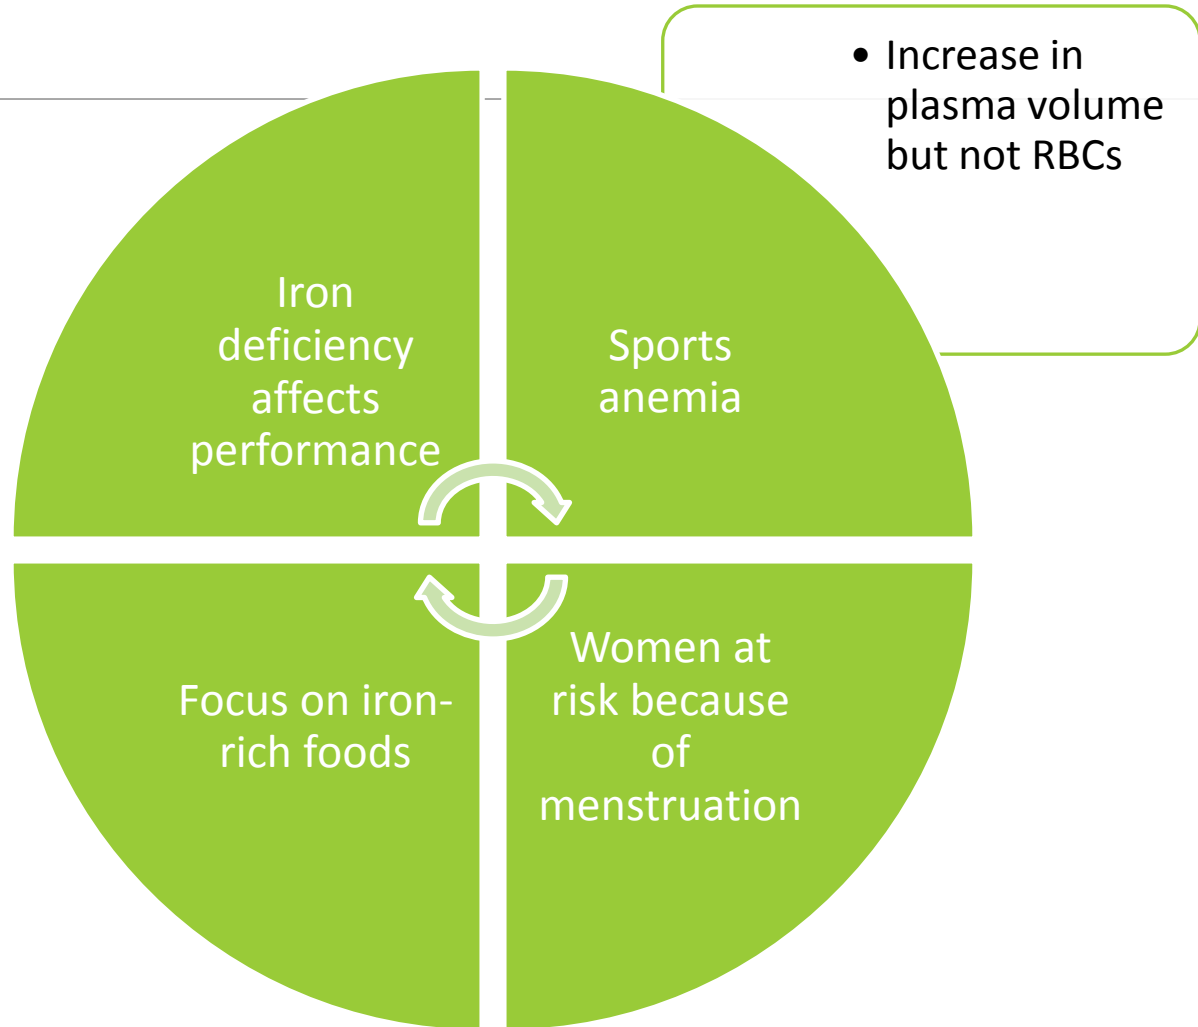 • Increase in
plasma volume
but not RBCs
Iron
deficiency
affects
performance
Sports
anemia
Focus on iron-
rich foods
Women at
risk because
of
menstruation